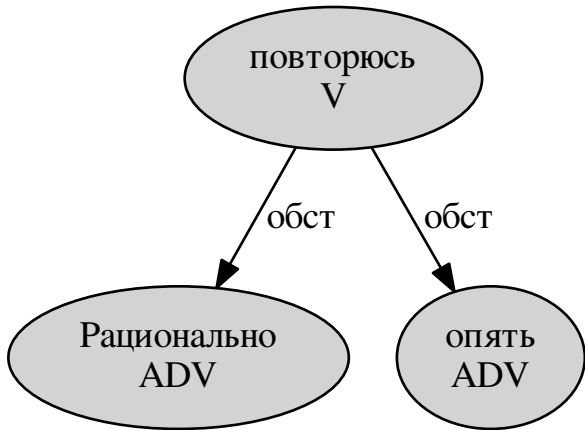 повторюсь
V
обст
обст
Рационально
ADV
опять
ADV